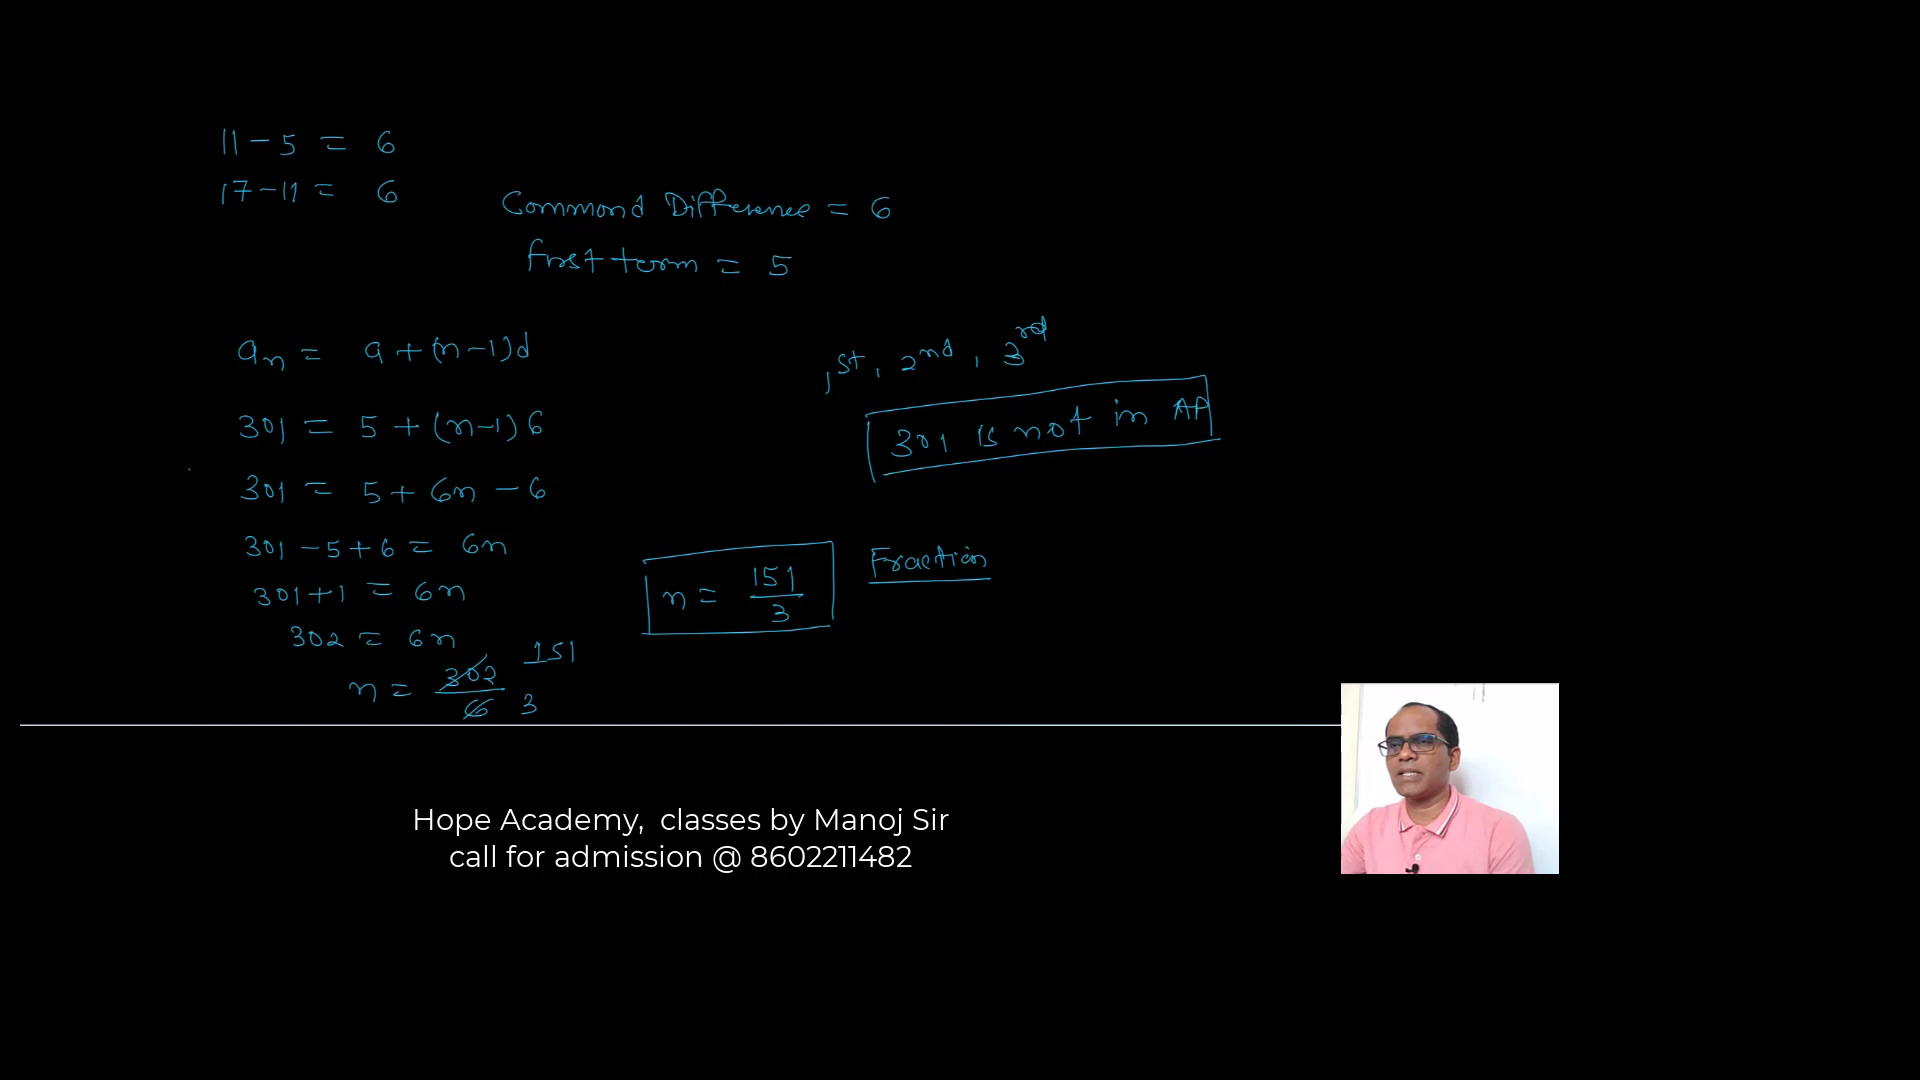 11 - 5 = 6
17 - 11 = 6
Commond Difference = 6
first term = 5
an = a + (n - 1)d
1st, 2nd, 3rd
301 = 5 + (n-1) 6
301 is not in AP
301 = 5 + 6n - 6
301 - 5 + 6 = 6n
Fraction
n = 151/3
301 + 1 = 6n
302 = 6n
n = 302/6 151/3
Hope Academy, classes by Manoj Sir
call for admission @ 8602211482